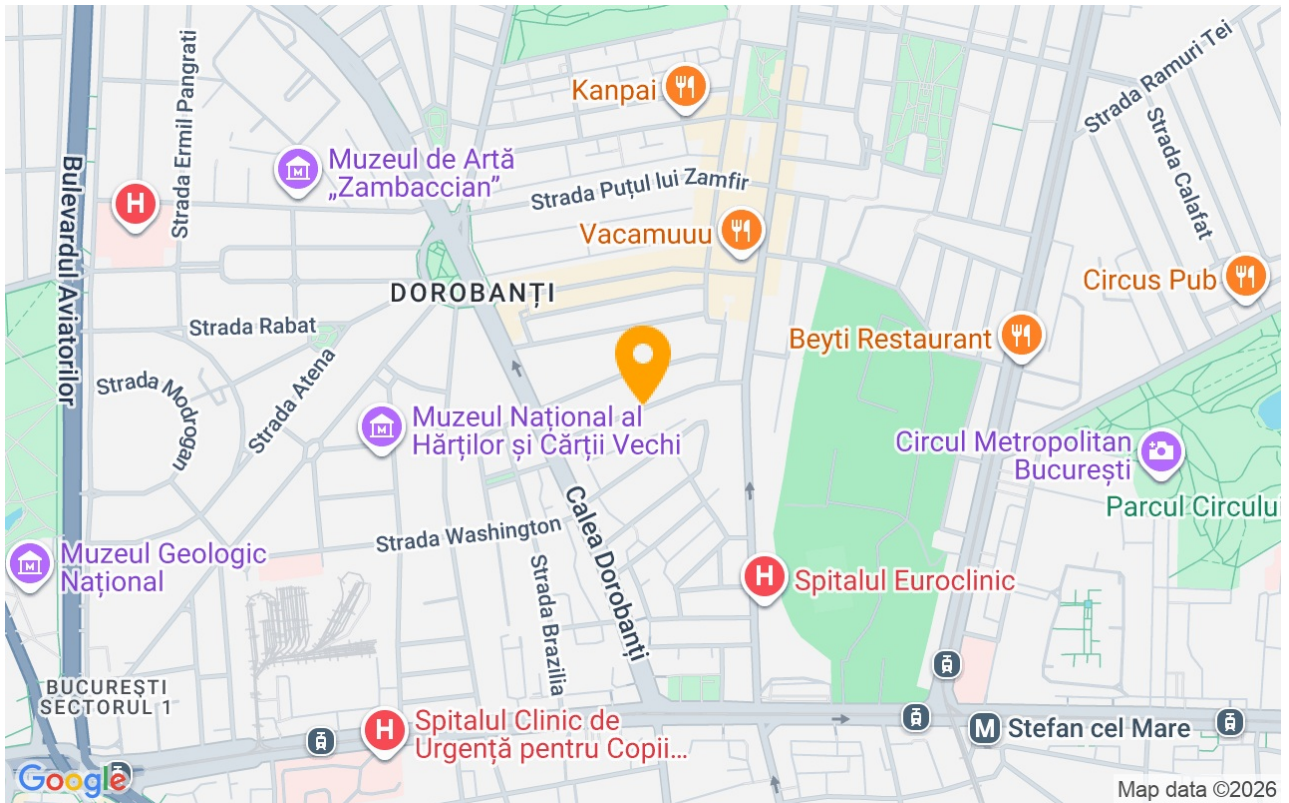 Strada Ermil Pangrati
Kanpai
Strada Ramuri Tei
Strada Calafat
Muzeul de Artă
„Zambaccian”
Strada Puțul lui Zamfir
H
Bulevardul Aviatorilor
Vacamuuu
Circus Pub
DOROBANȚI
Strada Rabat
Beyti Restaurant
Strada Atena
Strada Modrogan
Muzeul Național al
Hărților și Cărții Vechi
Circul Metropolitan
București
Parcul Circului
Calea Dorobanți
Strada Washington
Muzeul Geologic
Național
Strada Brazilia
H
Spitalul Euroclinic
BUCUREȘTI
SECTORUL 1
H
Spitalul Clinic de
Urgență pentru Copii...
M
Stefan cel Mare
Google
Map data ©2026